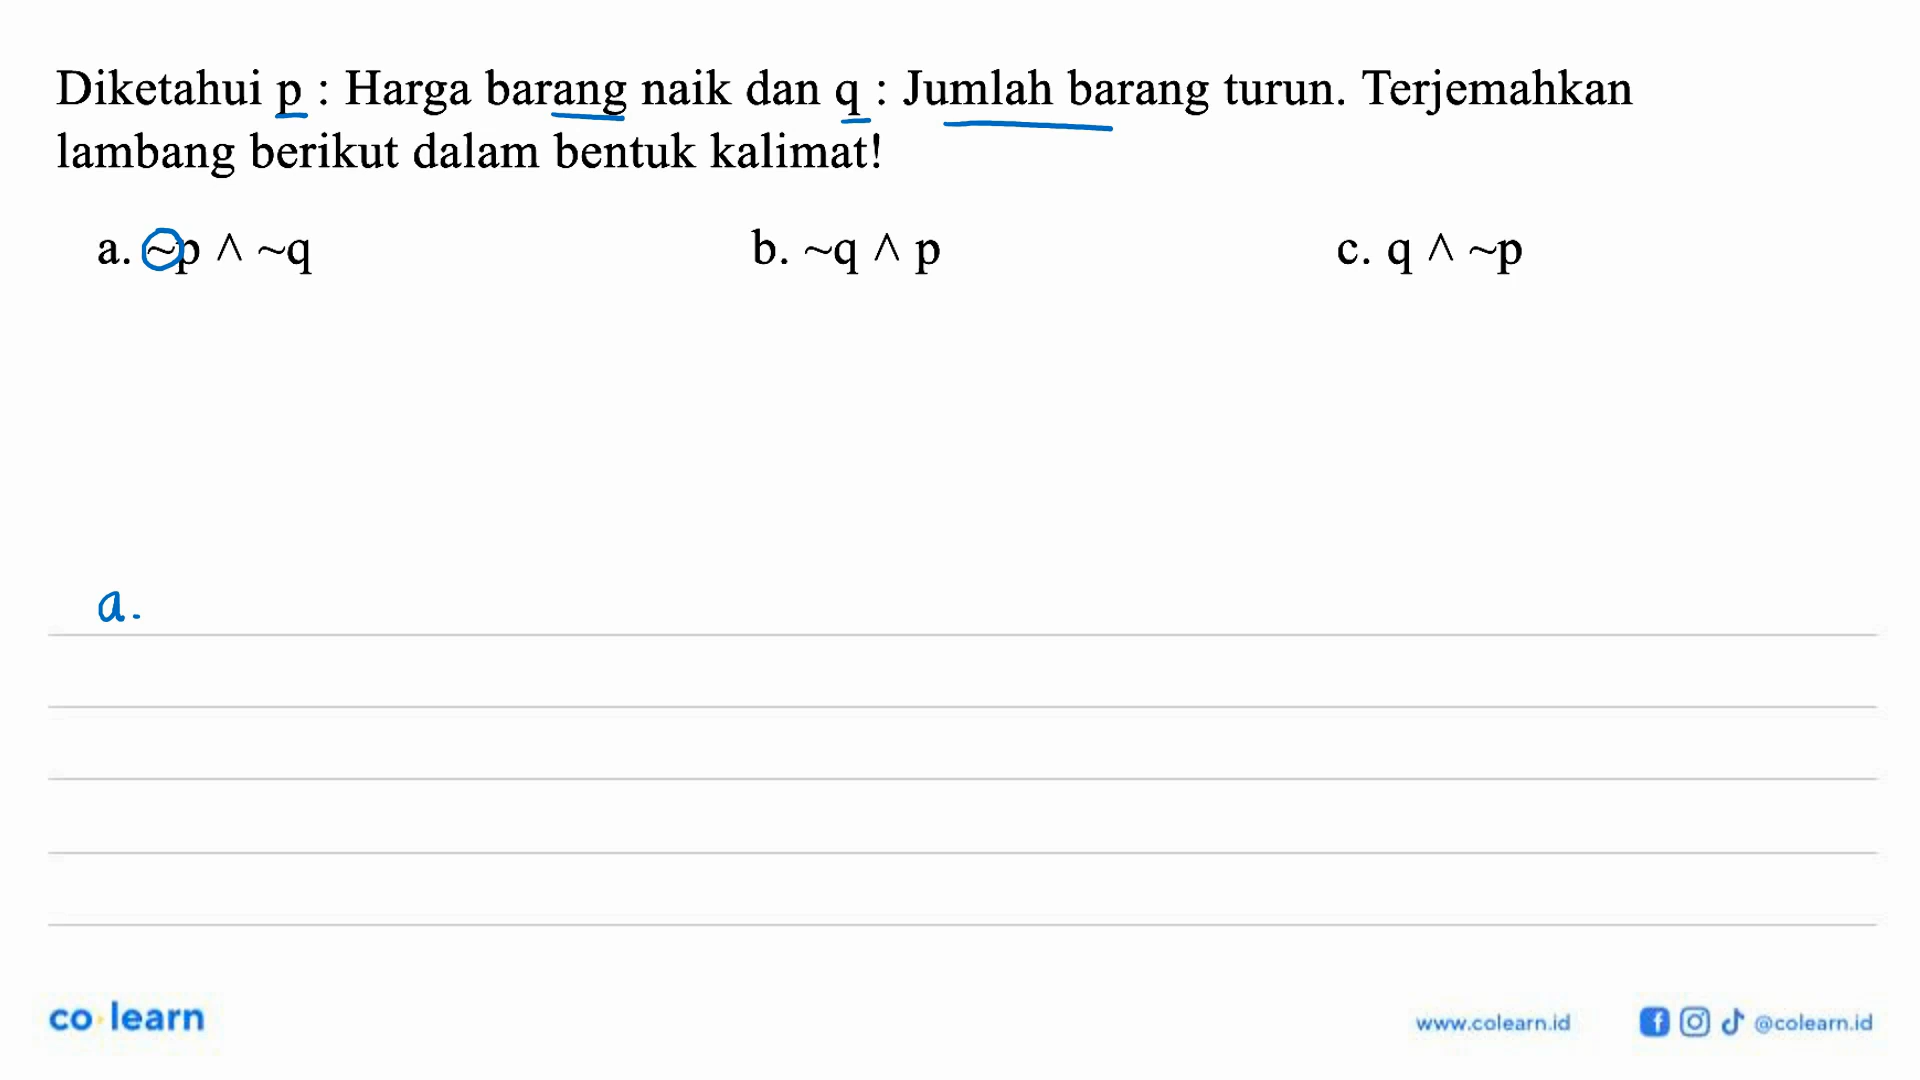 Diketahui p : Harga barang naik dan q : Jumlah barang turun. Terjemahkan
lambang berikut dalam bentuk kalimat!
a. ~p ∧ ~q
b. ~q ∧ p
c. q ∧ ~p
a.
co learn
www.colearn.id
@colearn.id